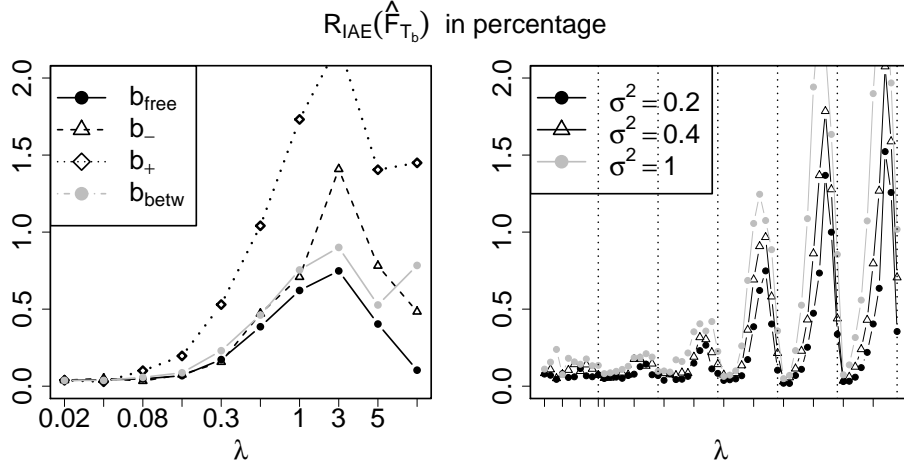 R_IAE(F̂_T_b) in percentage
0.0 0.5 1.0 1.5 2.0
b_free
b_−
b_+
b_betw
0.02 0.08 0.3 1 3 5
λ
0.0 0.5 1.0 1.5 2.0
σ² = 0.2
σ² = 0.4
σ² = 1
λ